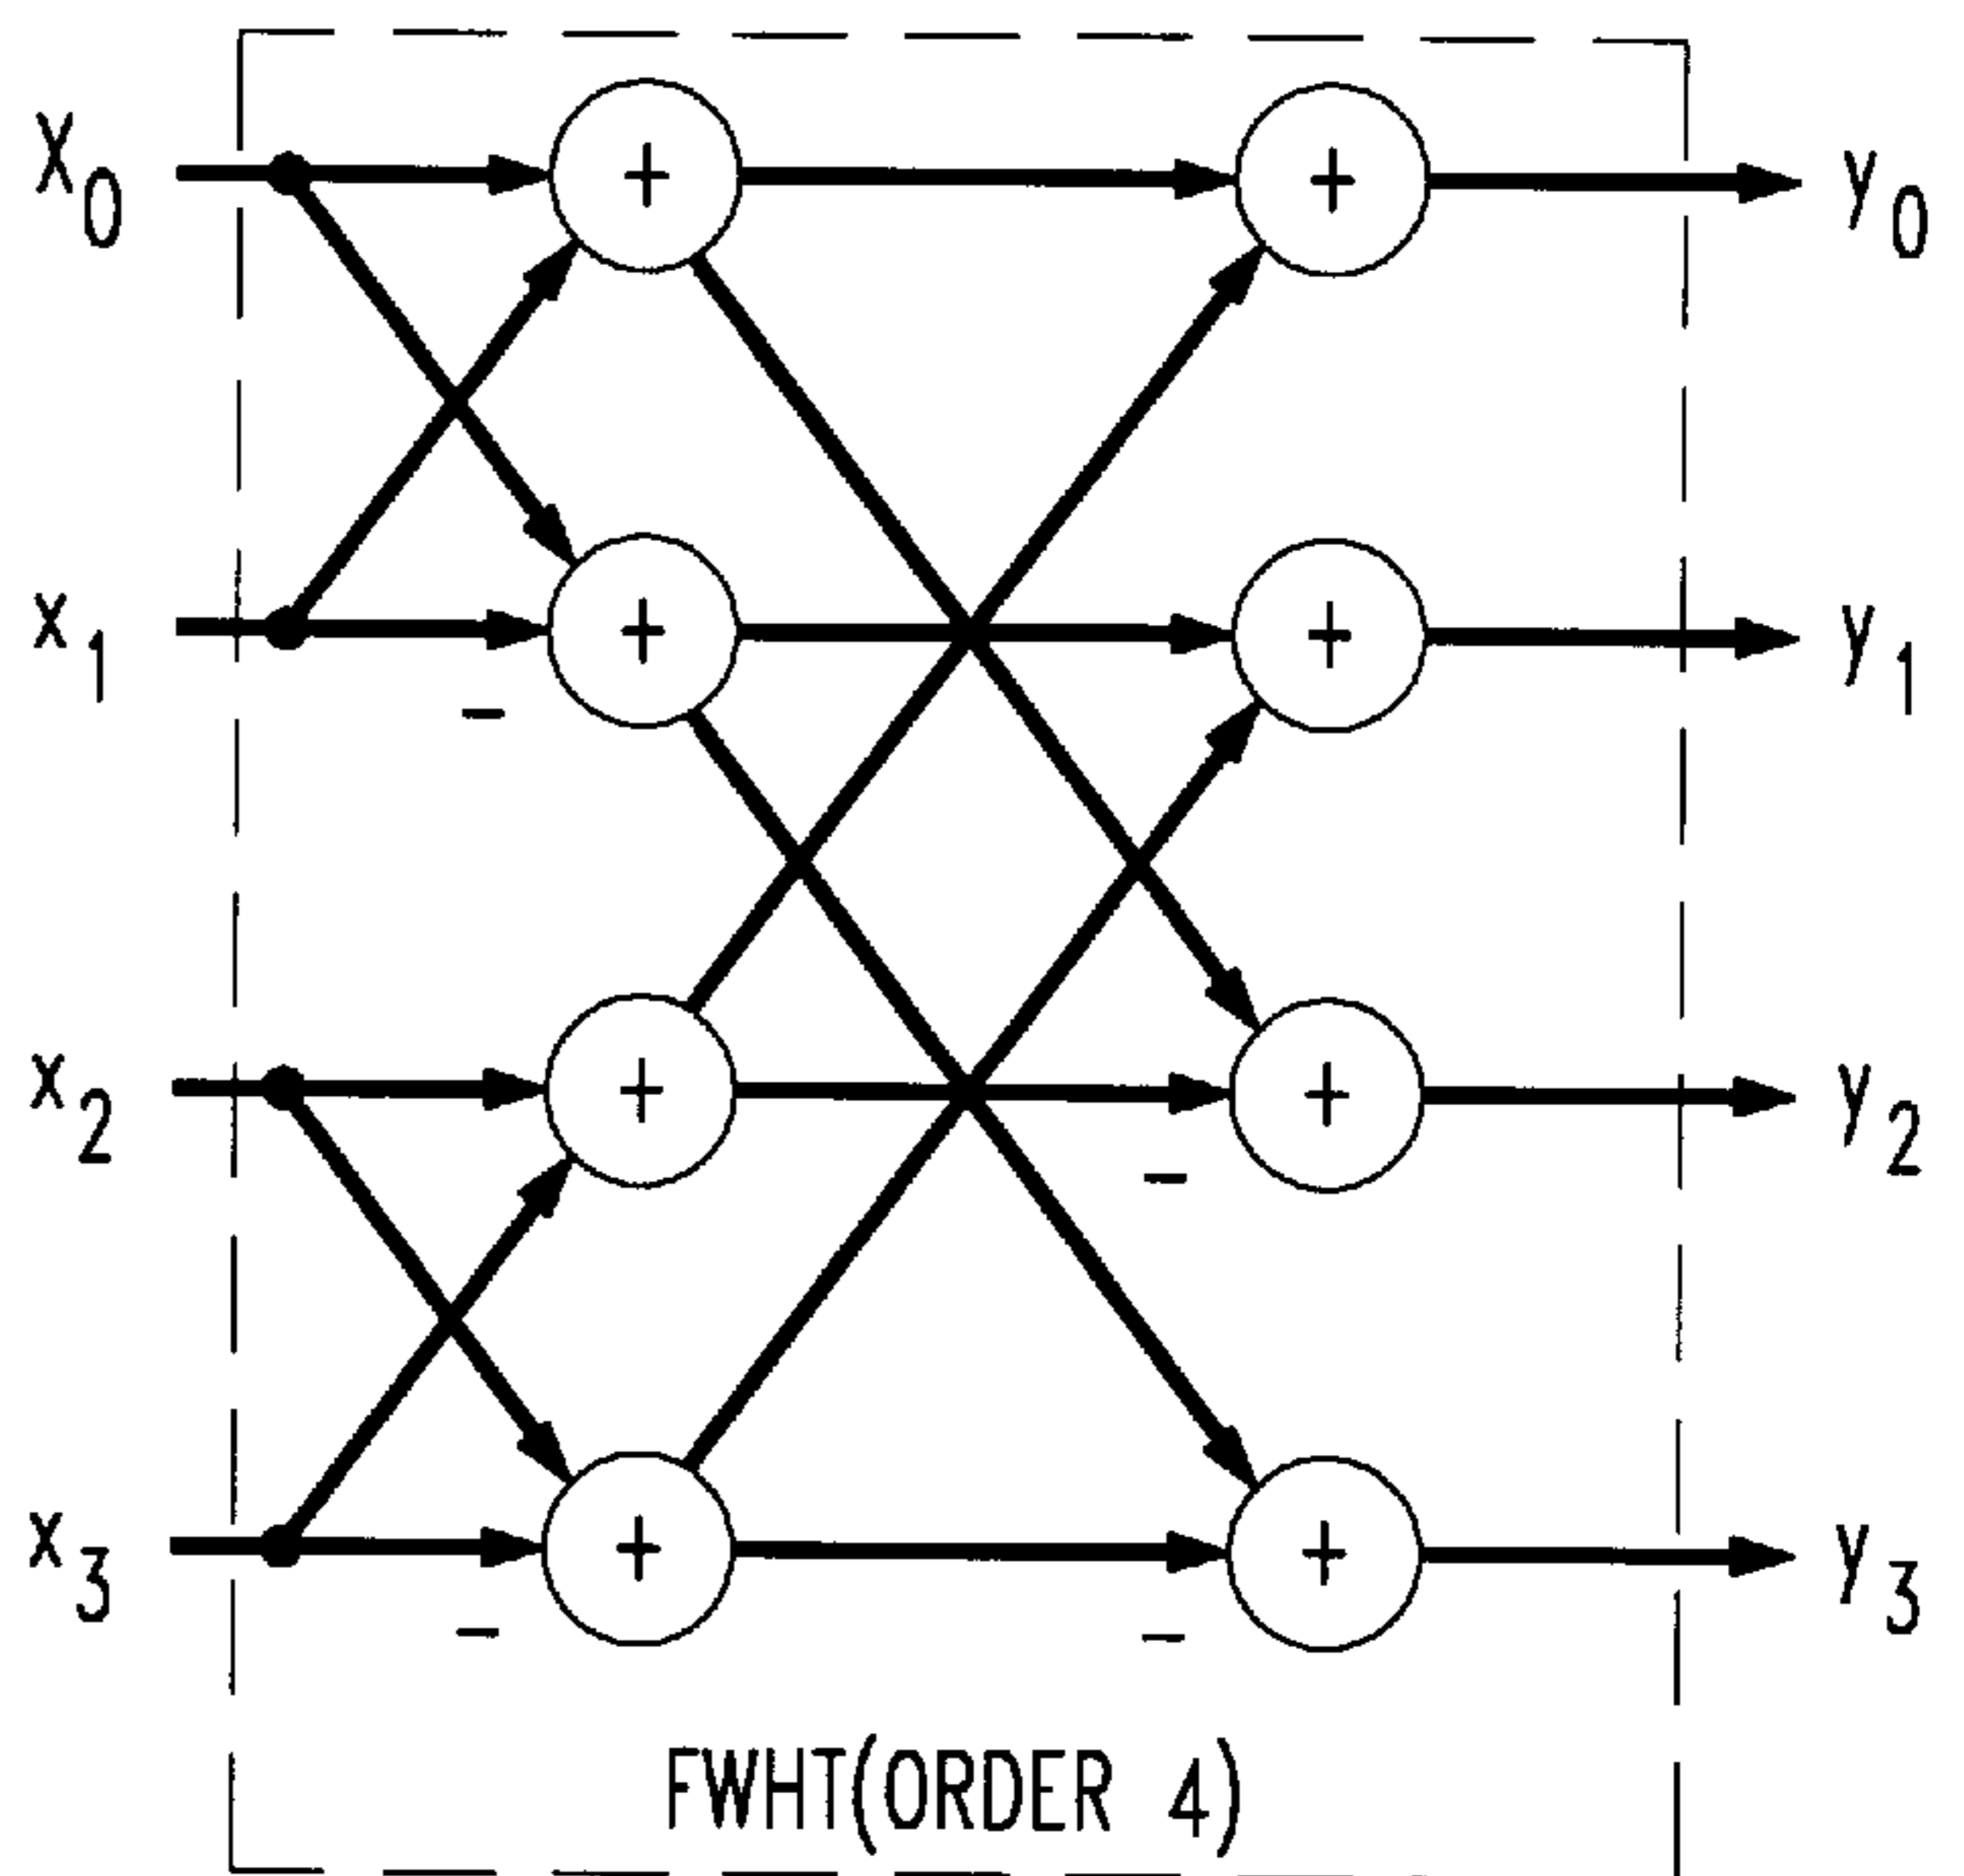 X0 + + y0
x1 + + y1
-
x2 + + y2
-
x3 + + y3
- -
FWHT(ORDER 4)